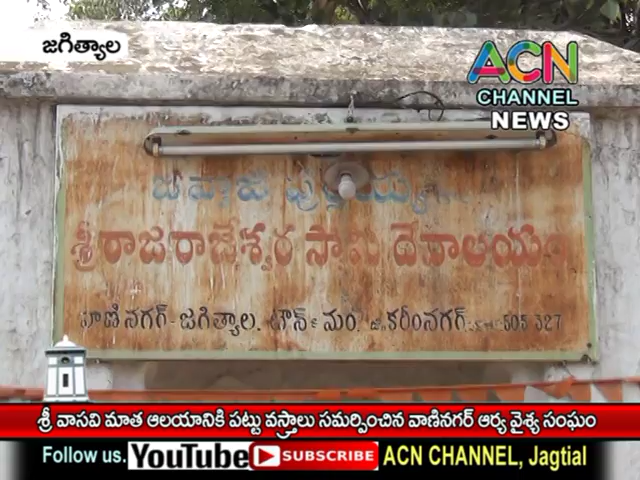 జగిత్యాల
ACN
CHANNEL
NEWS
శ్రీ రాజరాజేశ్వర సామి దేవాలయం
వాణినగర్-జగిత్యాల. టౌన్ మం. కరీంనగర్ 505 327
శ్రీ వాసవి మాత ఆలయానికి పట్టు వస్త్రాలు సమర్పించిన వాణినగర్ ఆర్య వైశ్య సంఘం
Follow us. YouTube SUBSCRIBE ACN CHANNEL, Jagtial